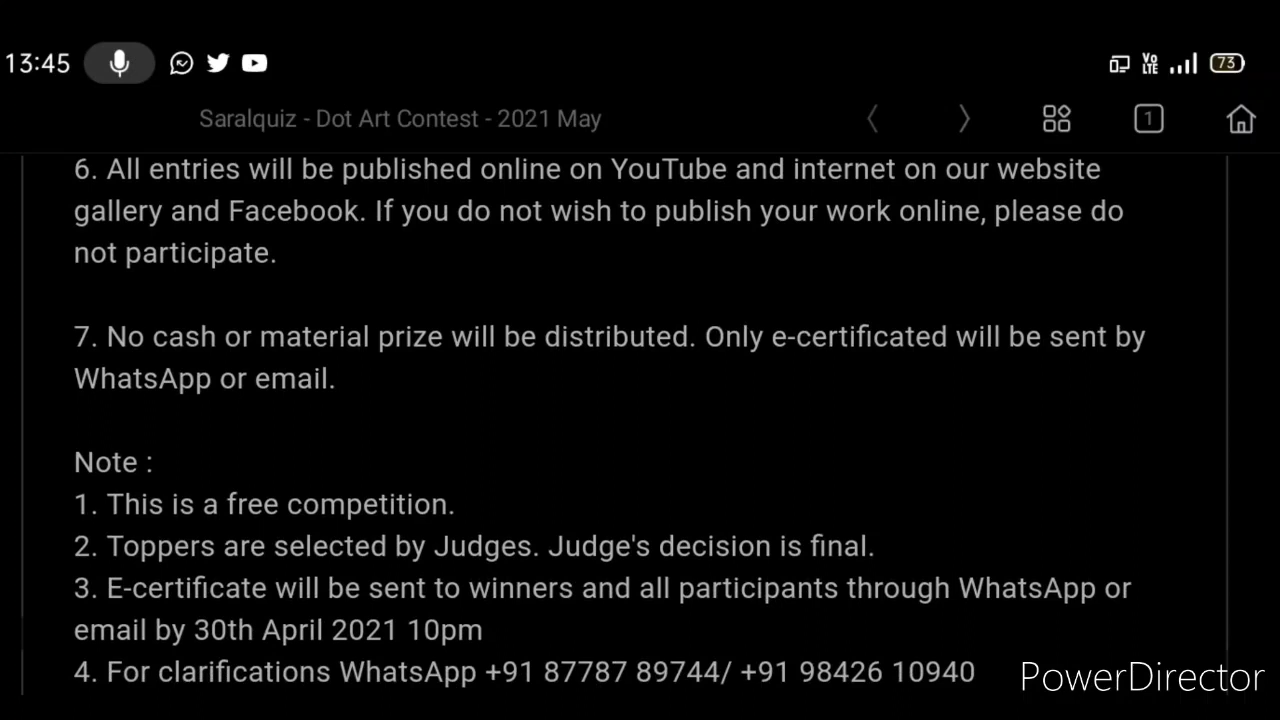 13:45 Vo LTE 73
Saralquiz - Dot Art Contest - 2021 May 1
6. All entries will be published online on YouTube and internet on our website
gallery and Facebook. If you do not wish to publish your work online, please do
not participate.
7. No cash or material prize will be distributed. Only e-certificated will be sent by
WhatsApp or email.
Note :
1. This is a free competition.
2. Toppers are selected by Judges. Judge's decision is final.
3. E-certificate will be sent to winners and all participants through WhatsApp or
email by 30th April 2021 10pm
4. For clarifications WhatsApp +91 87787 89744/ +91 98426 10940
PowerDirector